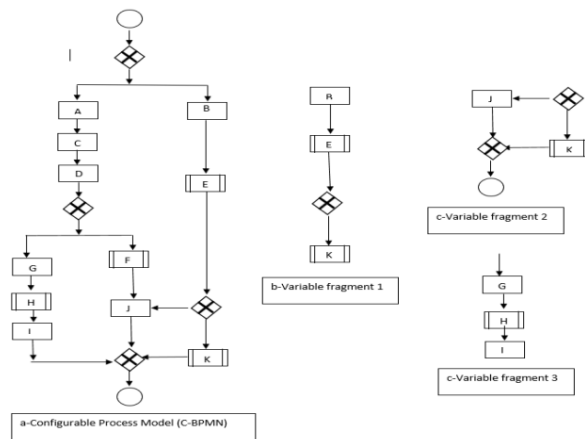 A
B
C
D
E
G
F
H
J
I
K
a-Configurable Process Model (C-BPMN)
B
E
K
b-Variable fragment 1
J
K
c-Variable fragment 2
G
H
I
c-Variable fragment 3